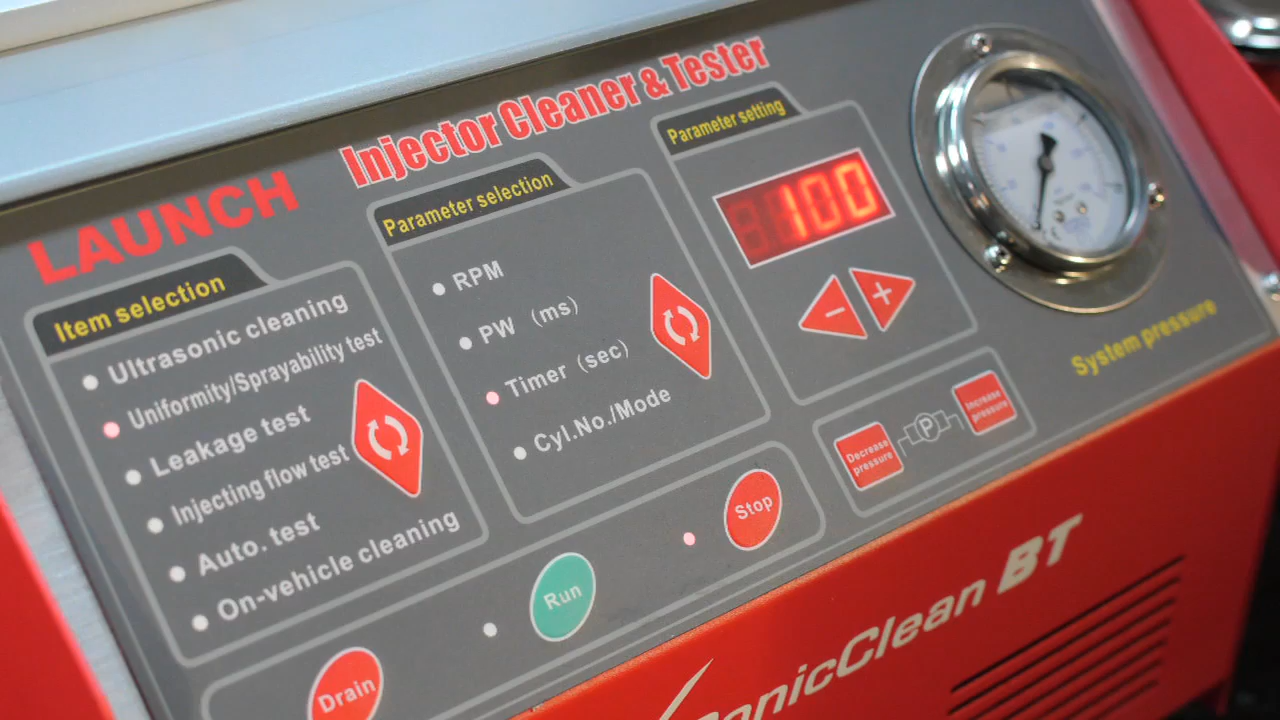 Injector Cleaner & Tester
LAUNCH
Item selection
Ultrasonic cleaning
Uniformity/Sprayability test
Leakage test
Injecting flow test
Auto. test
On-vehicle cleaning
Parameter selection
RPM
PW (ms)
Timer (sec)
Cyl.No./Mode
Parameter setting
100
−
+
Decrease
pressure
P
Increase
pressure
System pressure
Drain
Run
Stop
SonicClean BT